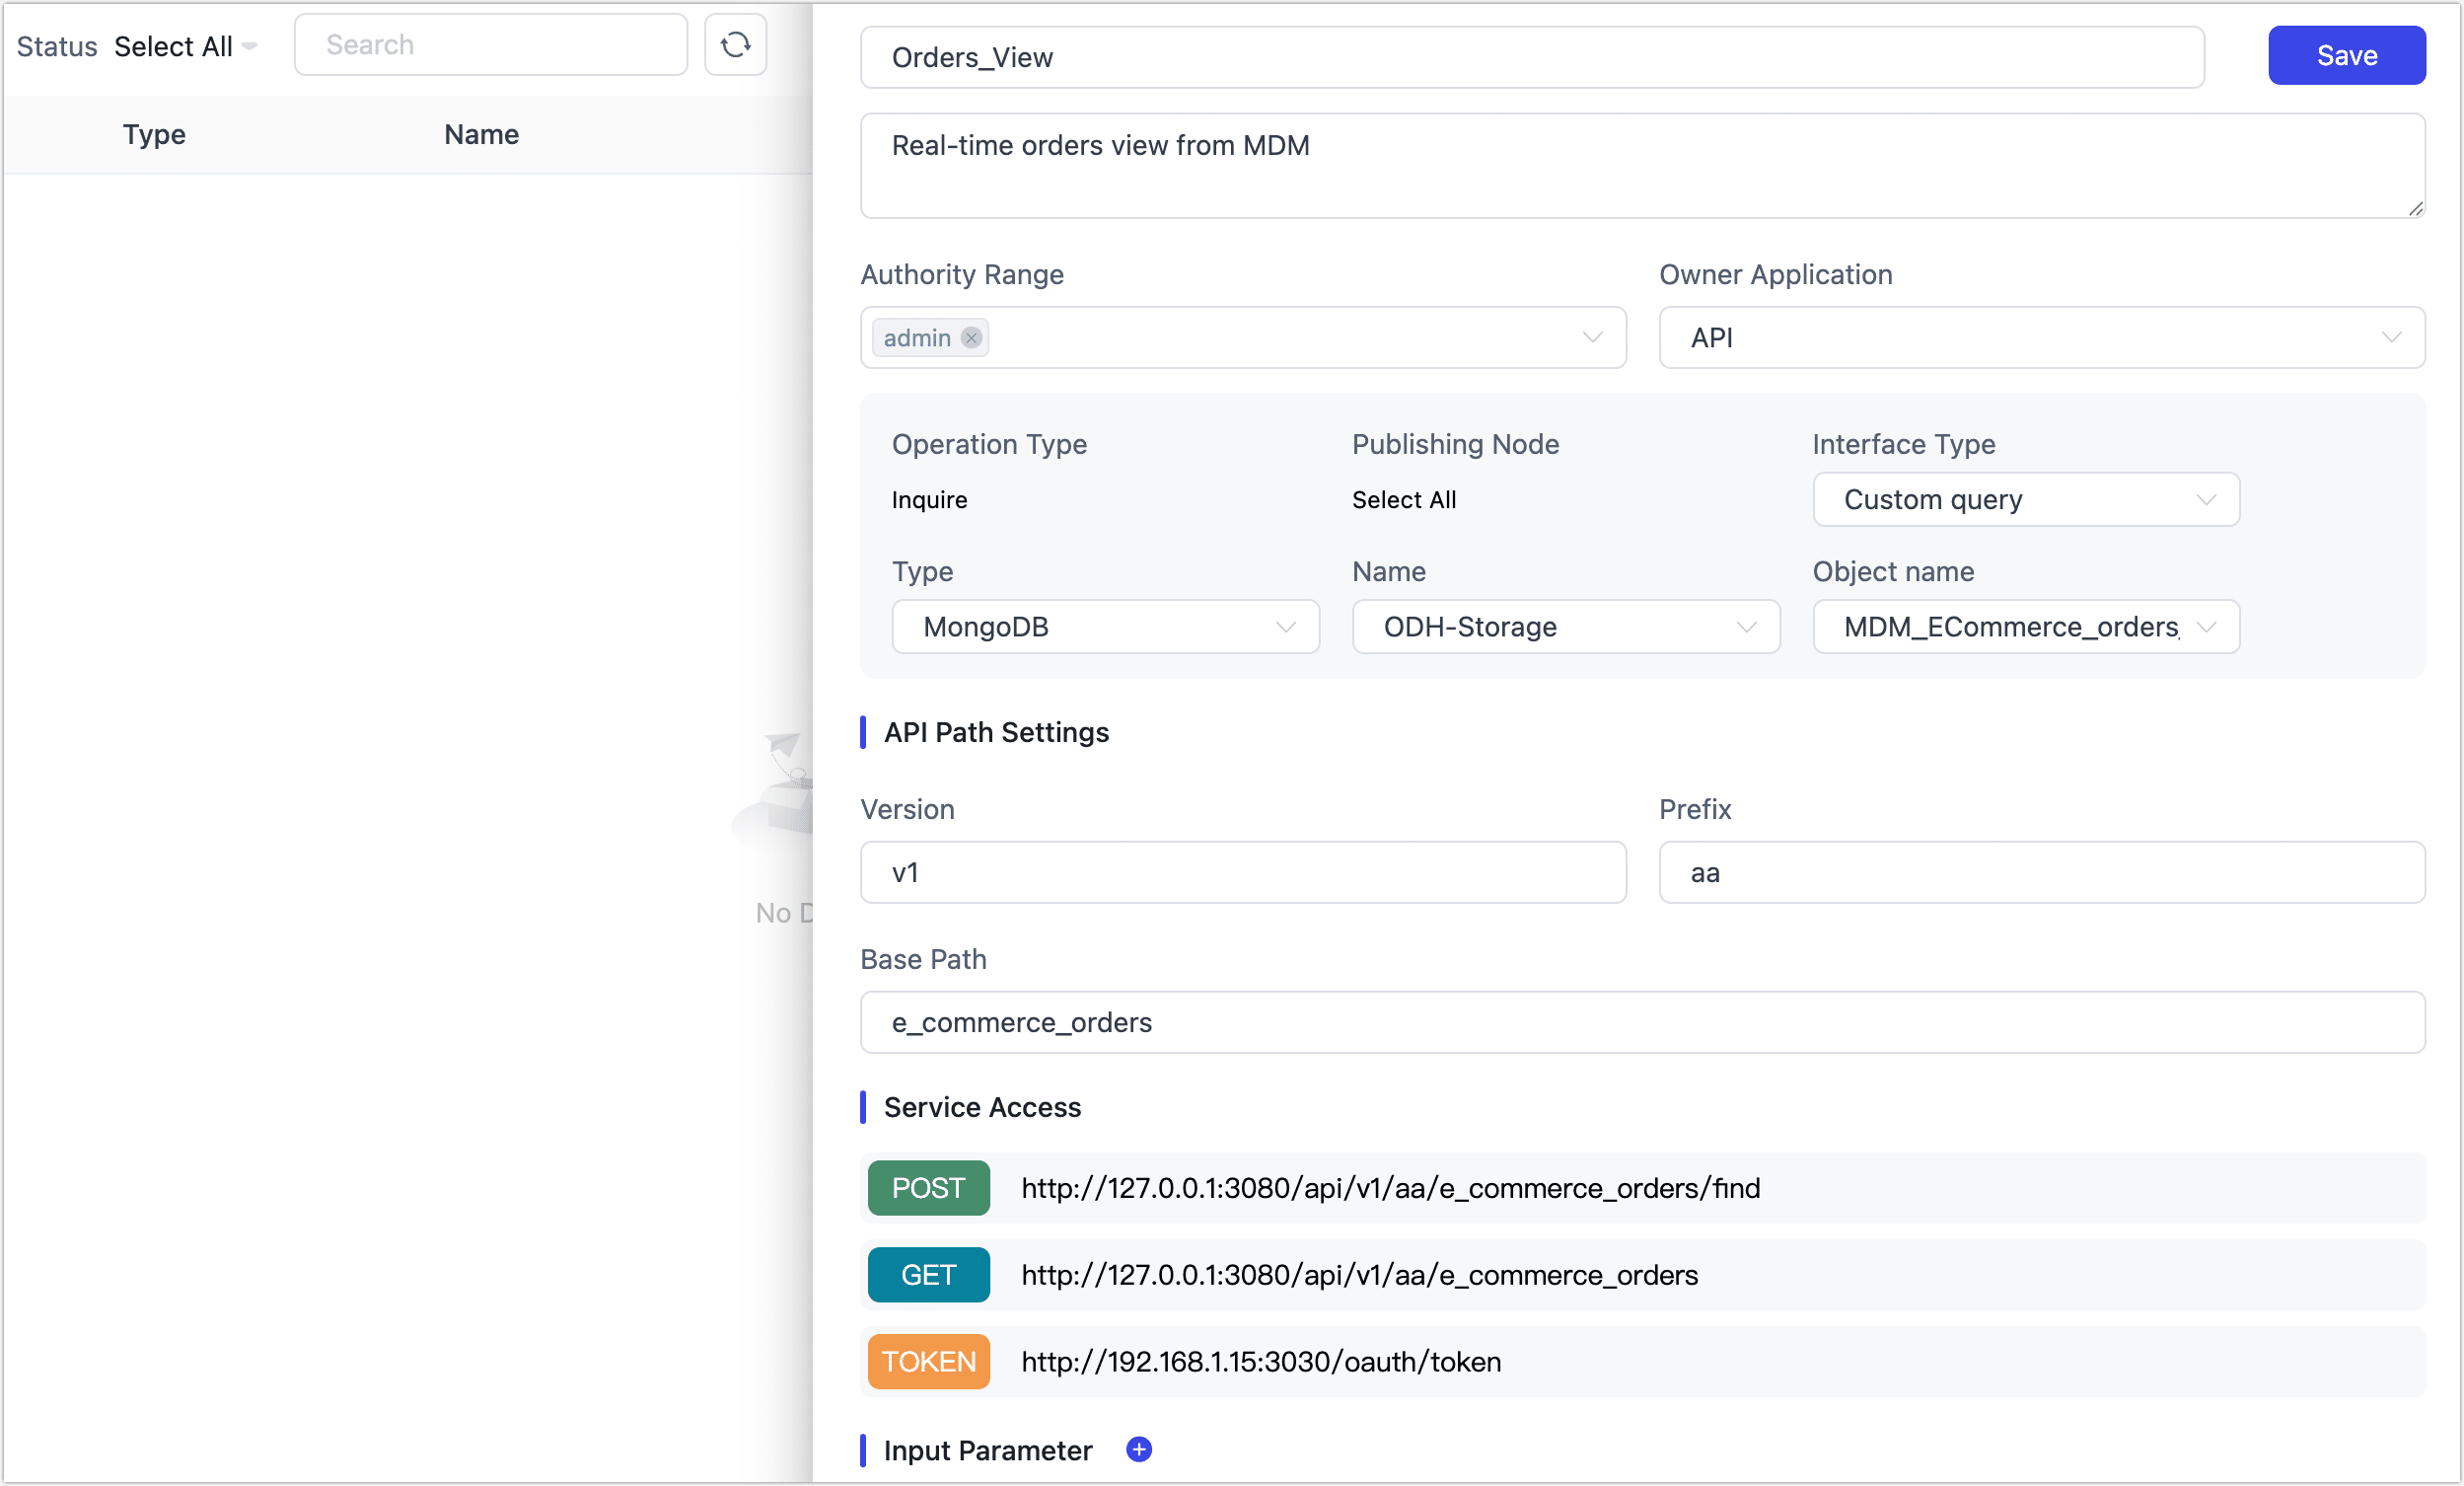 Status Select All Search
Type Name
No
Orders_View Save
Real-time orders view from MDM
Authority Range Owner Application
admin API
Operation Type Publishing Node Interface Type
Inquire Select All Custom query
Type Name Object name
MongoDB ODH-Storage MDM_ECommerce_orders
API Path Settings
Version Prefix
v1 aa
Base Path
e_commerce_orders
Service Access
POST http://127.0.0.1:3080/api/v1/aa/e_commerce_orders/find
GET http://127.0.0.1:3080/api/v1/aa/e_commerce_orders
TOKEN http://192.168.1.15:3030/oauth/token
Input Parameter